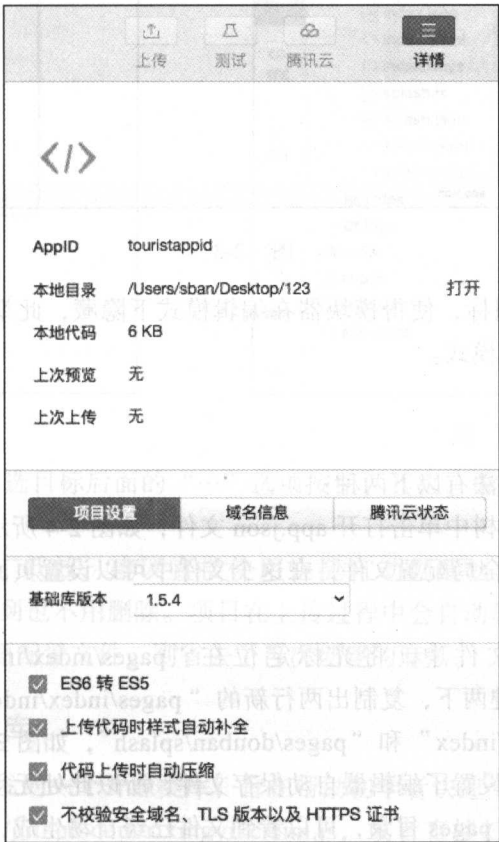 上传 测试 腾讯云 详情
</>
AppID touristappid
本地目录 /Users/sban/Desktop/123 打开
本地代码 6 KB
上次预览 无
上次上传 无
项目设置 域名信息 腾讯云状态
基础库版本 1.5.4
ES6 转 ES5
上传代码时样式自动补全
代码上传时自动压缩
不校验安全域名、TLS 版本以及 HTTPS 证书